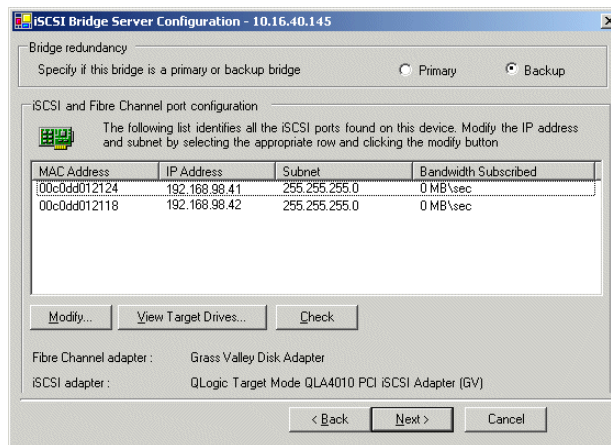 iSCSI Bridge Server Configuration - 10.16.40.145
Bridge redundancy
Specify if this bridge is a primary or backup bridge Primary Backup
iSCSI and Fibre Channel port configuration
The following list identifies all the iSCSI ports found on this device. Modify the IP address
and subnet by selecting the appropriate row and clicking the modify button
MAC Address IP Address Subnet Bandwidth Subscribed
00c0dd012124 192.168.98.41 255.255.255.0 0 MB\sec
00c0dd012118 192.168.98.42 255.255.255.0 0 MB\sec
Modify... View Target Drives... Check
Fibre Channel adapter : Grass Valley Disk Adapter
iSCSI adapter : QLogic Target Mode QLA4010 PCI iSCSI Adapter (GV)
< Back Next > Cancel